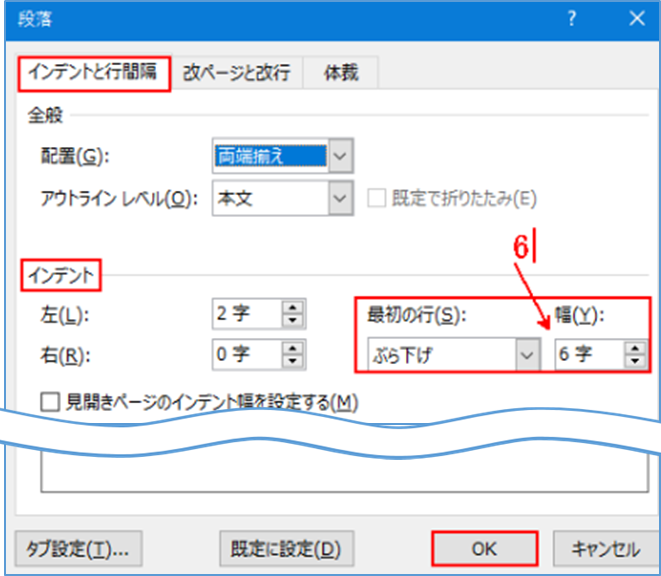 段落 ? ×
インデントと行間隔 改ページと改行 体裁
全般
配置(G): 両端揃え
アウトライン レベル(O): 本文 既定で折りたたみ(E)
6
インデント
左(L): 2 字 最初の行(S): 幅(Y):
右(R): 0 字 ぶら下げ 6 字
見開きページのインデント幅を設定する(M)
タブ設定(T)... 既定に設定(D) OK キャンセル